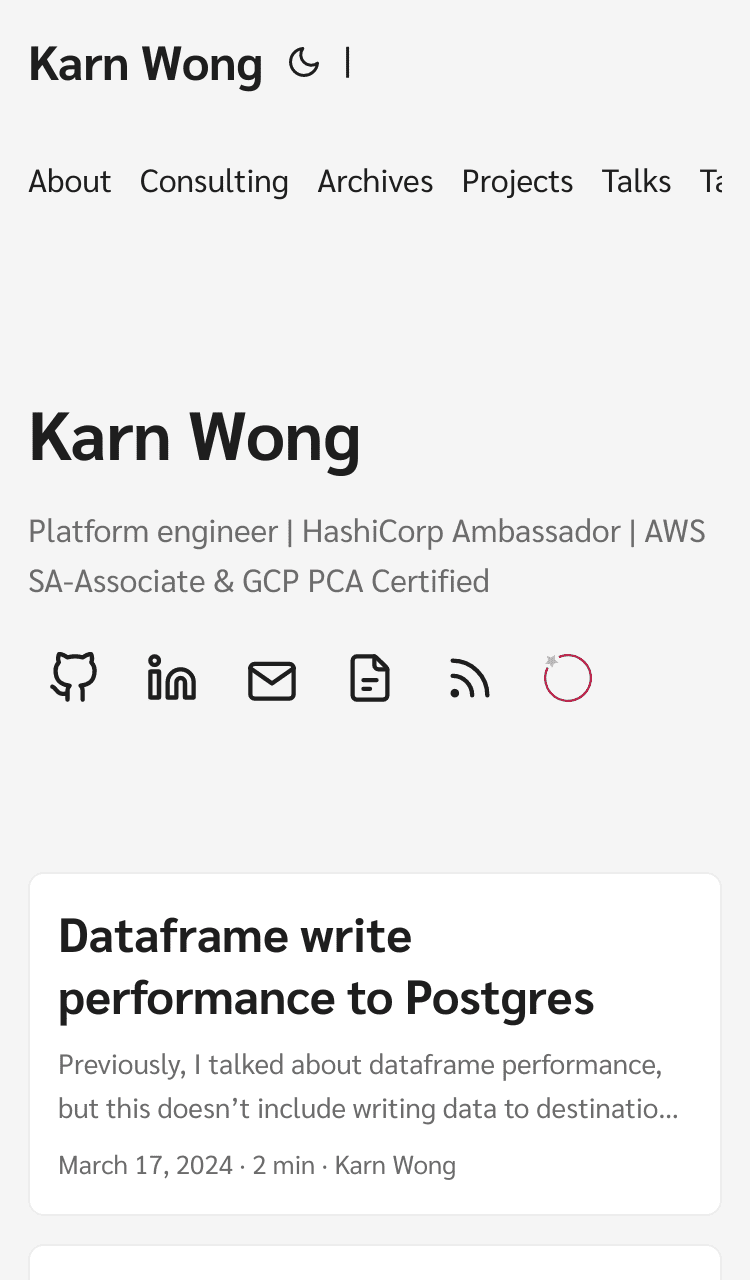 Karn Wong |
About Consulting Archives Projects Talks
Karn Wong
Platform engineer | HashiCorp Ambassador | AWS
SA-Associate & GCP PCA Certified
Dataframe write
performance to Postgres
Previously, I talked about dataframe performance,
but this doesn’t include writing data to destinatio…
March 17, 2024 · 2 min · Karn Wong